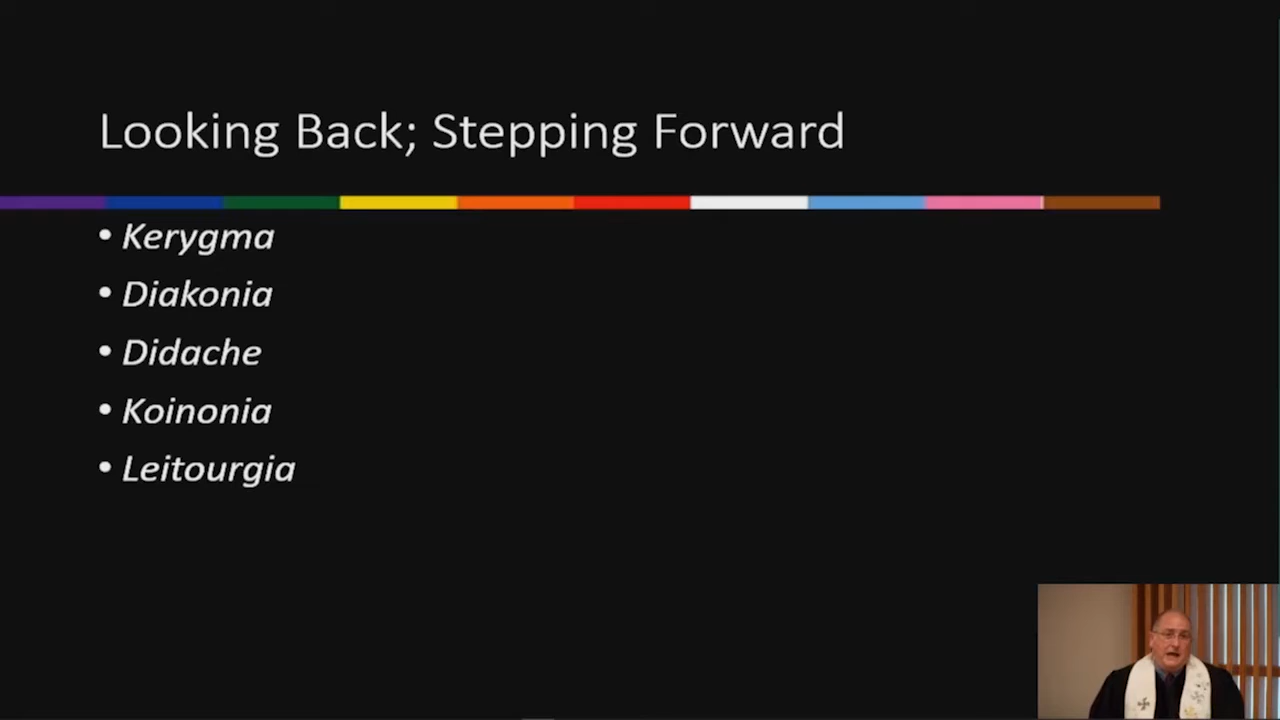 Looking Back; Stepping Forward
• Kerygma
• Diakonia
• Didache
• Koinonia
• Leitourgia